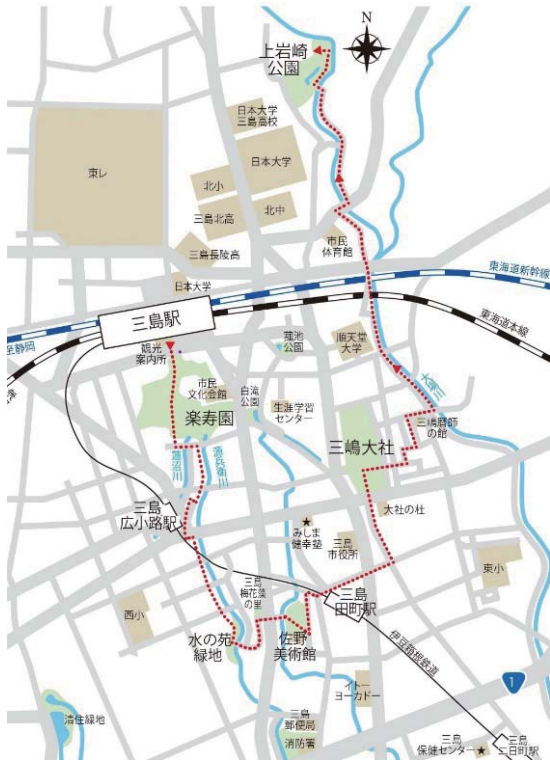 N
上岩崎
公園
日本大学
三島高校
日本大学
東レ
北小
三島北高
北中
三島長陵高
市民
体育館
日本大学
東海道新幹線
三島駅
至静岡
東海道本線
観光
案内所
蓮池
公園
順天堂
大学
市民
文化会館
白滝
公園
楽寿園
生涯学習
センター
三嶋大社
三嶋暦師
の館
蓮沼川
源兵衛川
三島
広小路駅
大社の杜
みしま
健幸塾
三島
市役所
東小
三島
梅花藻
の里
三島
田町駅
西小
水の苑
緑地
佐野
美術館
伊豆箱根鉄道
イトー
ヨーカドー
1
清住緑地
三島
郵便局
消防署
三島
保健センター
三島
二日町駅